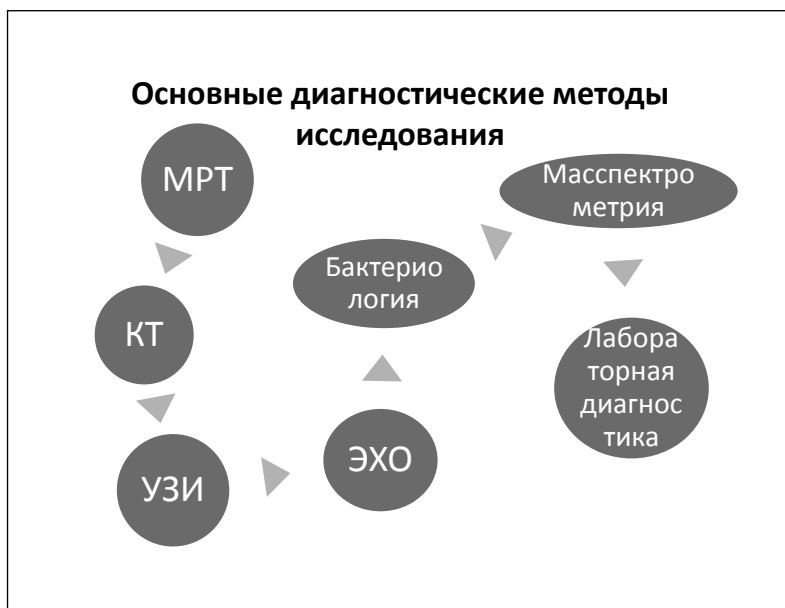 Основные диагностические методы
исследования
МРТ
КТ
УЗИ
ЭХО
Бактерио
логия
Масспектро
метрия
Лабора
торная
диагнос
тика